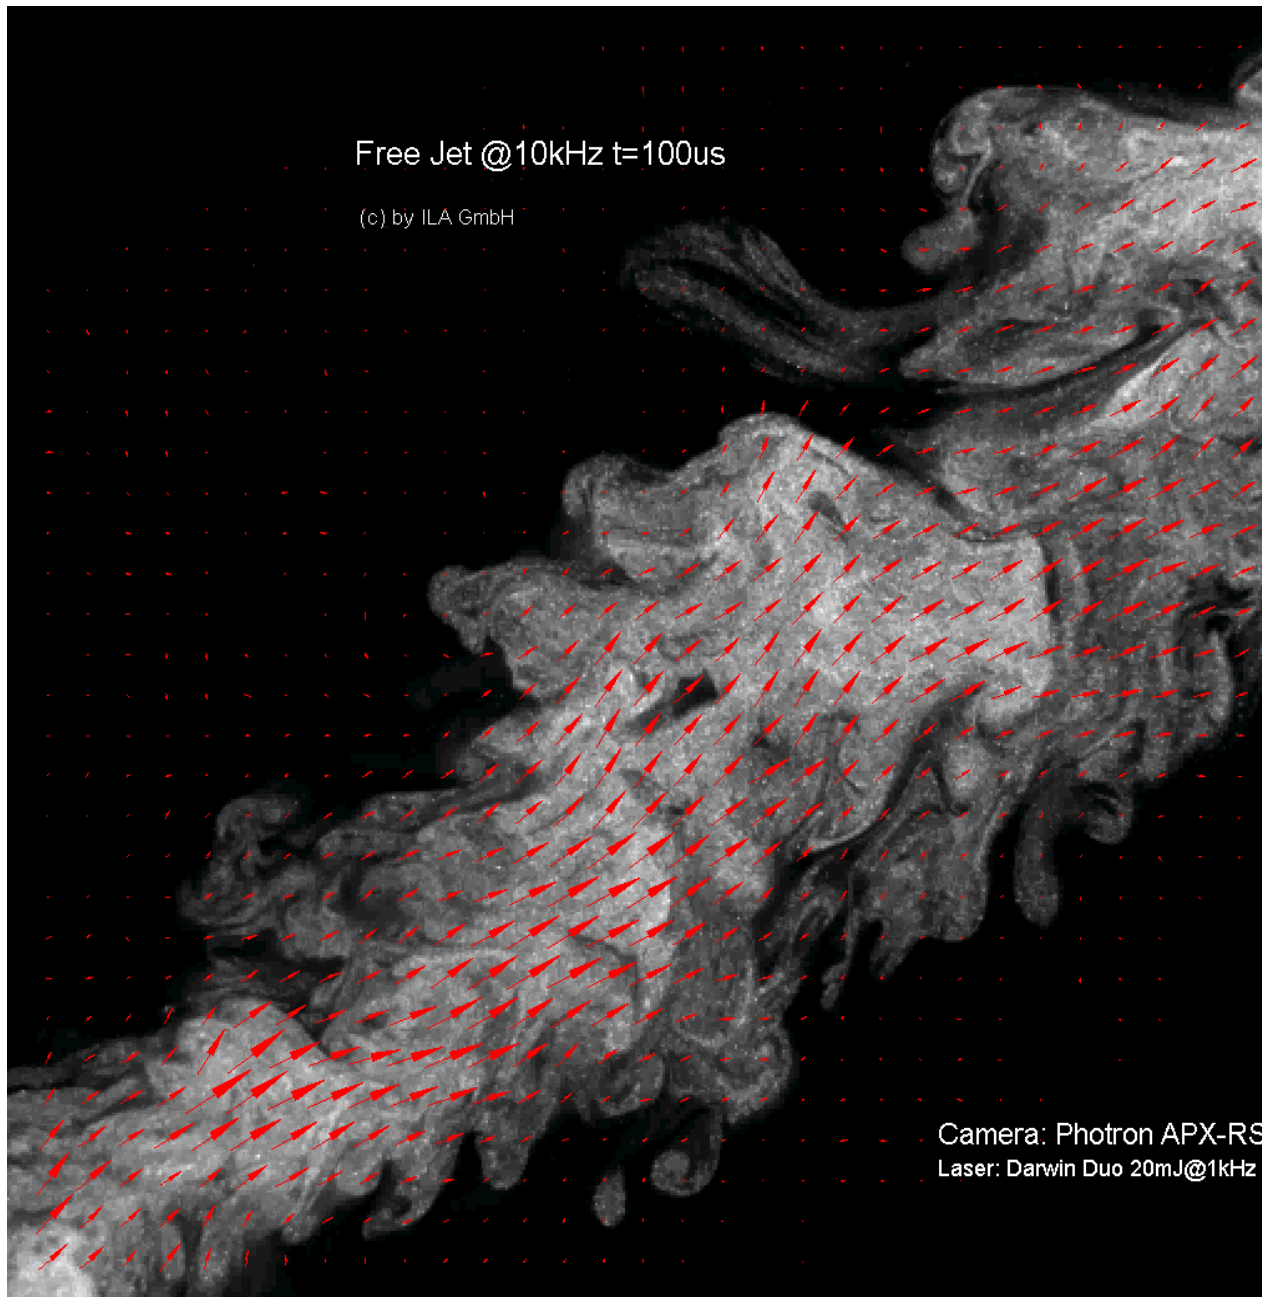 Free Jet @10kHz t=100us
(c) by ILA GmbH
Camera: Photron APX-RS
Laser: Darwin Duo 20mJ@1kHz